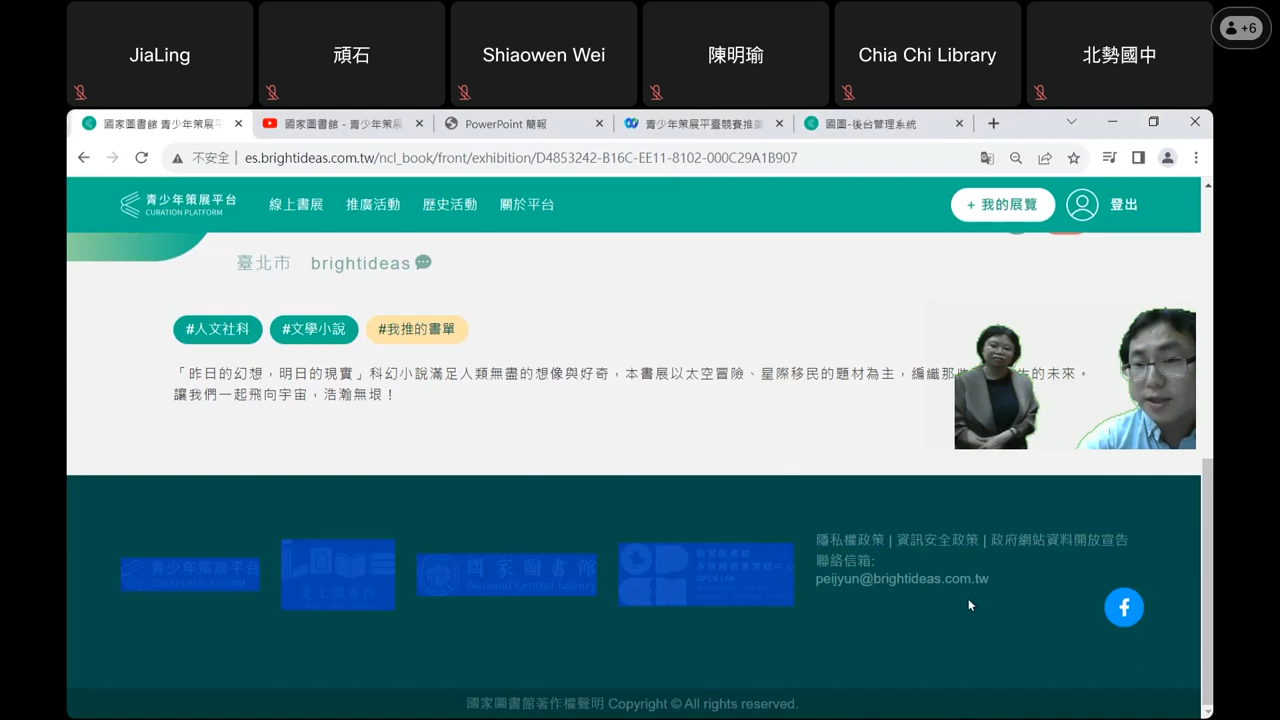 JiaLing
頑石
Shiaowen Wei
陳明瑜
Chia Chi Library
北勢國中
+6
國家圖書館 青少年策展平
國家圖書館 - 青少年策展
PowerPoint 簡報
青少年策展平臺競賽推廣
國圖-後台管理系統
不安全
es.brightideas.com.tw/ncl_book/front/exhibition/D4853242-B16C-EE11-8102-000C29A1B907
青少年策展平台
CURATION PLATFORM
線上書展
推廣活動
歷史活動
關於平台
+ 我的展覽
登出
臺北市 brightideas
#人文社科
#文學小說
#我推的書單
「昨日的幻想，明日的現實」科幻小說滿足人類無盡的想像與好奇，本書展以太空冒險、星際移民的題材為主，編織那 生的未來。
讓我們一起飛向宇宙，浩瀚無垠！
青少年策展平台
CURATION PLATFORM
愛上圖書館
國家圖書館
National Central Library
OPEN LAB
隱私權政策 | 資訊安全政策 | 政府網站資料開放宣告
聯絡信箱:
peijyun@brightideas.com.tw
國家圖書館著作權聲明 Copyright © All rights reserved.